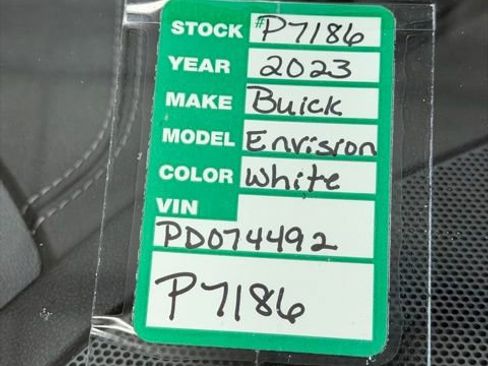 STOCK #P7186
YEAR 2023
MAKE Buick
MODEL Envision
COLOR White
VIN
PD074492
P7186